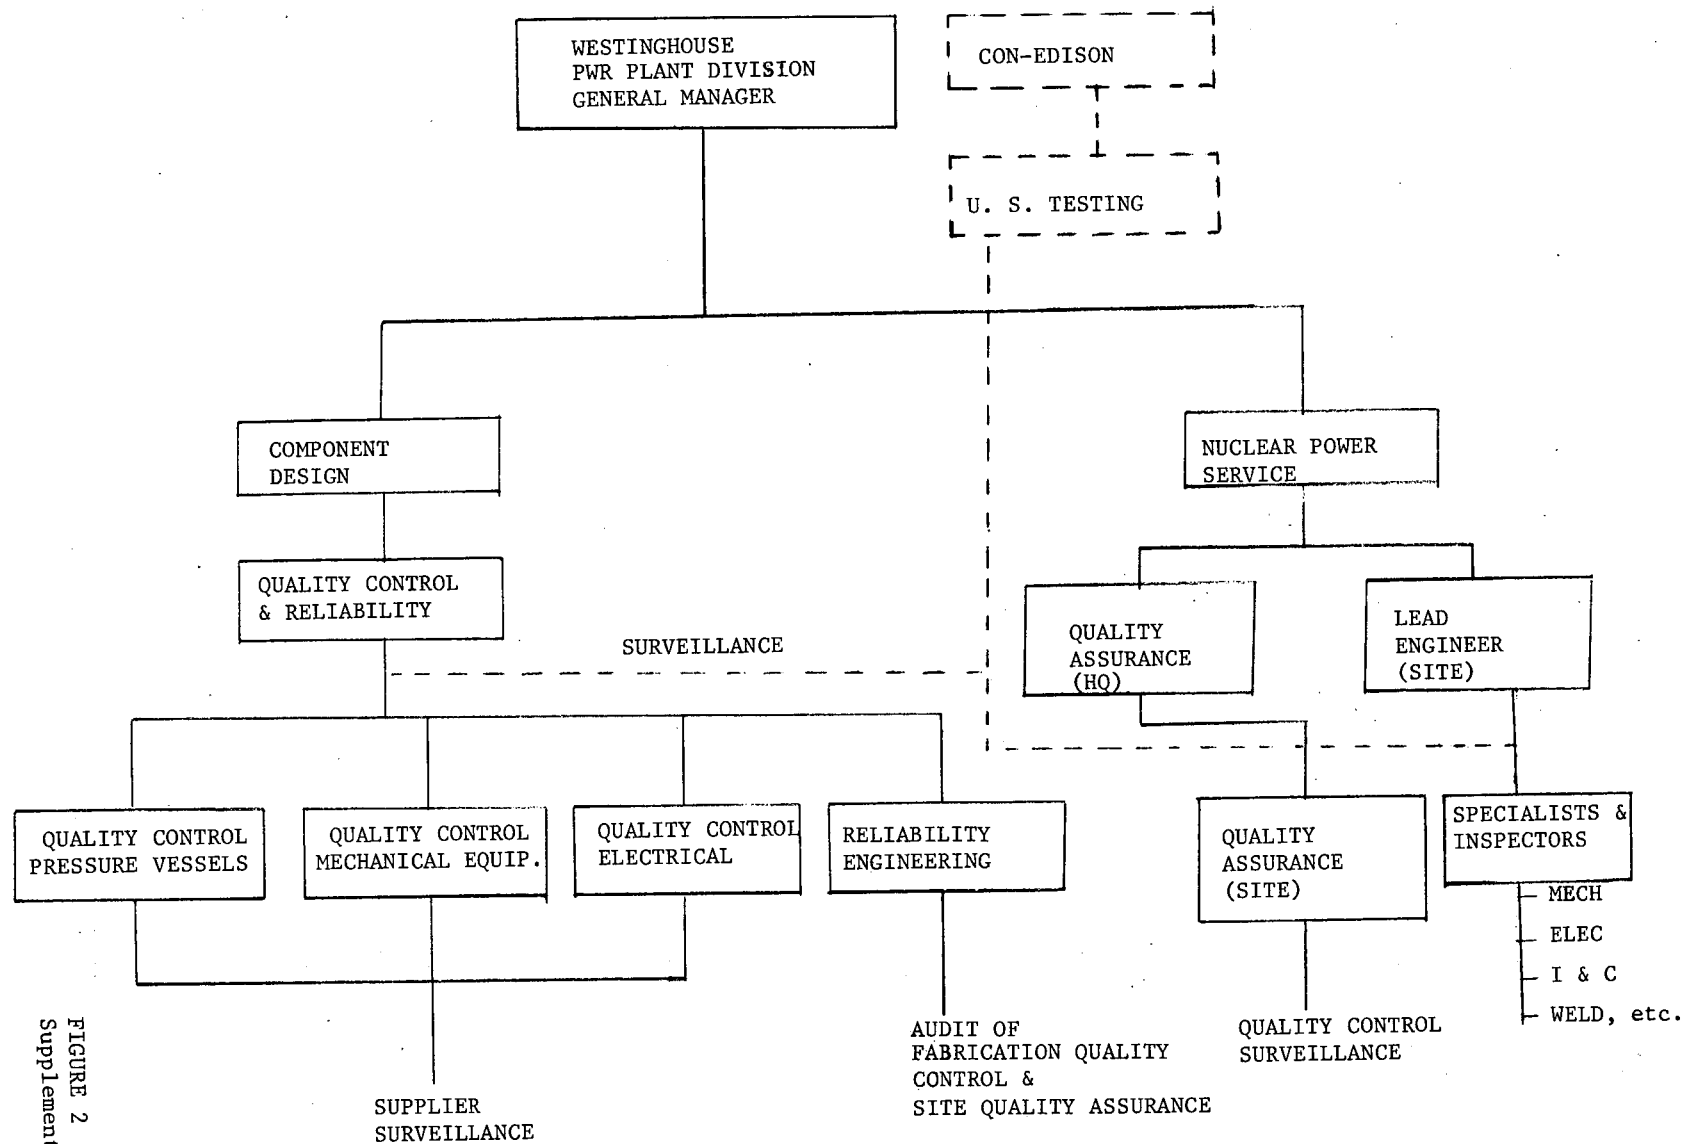 WESTINGHOUSE
PWR PLANT DIVISION
GENERAL MANAGER
CON-EDISON
U. S. TESTING
COMPONENT
DESIGN
NUCLEAR POWER
SERVICE
QUALITY CONTROL
& RELIABILITY
SURVEILLANCE
QUALITY
ASSURANCE
(HQ)
LEAD
ENGINEER
(SITE)
QUALITY CONTROL
PRESSURE VESSELS
QUALITY CONTROL
MECHANICAL EQUIP.
QUALITY CONTROL
ELECTRICAL
RELIABILITY
ENGINEERING
QUALITY
ASSURANCE
(SITE)
SPECIALISTS &
INSPECTORS
MECH
ELEC
I & C
WELD, etc.
SUPPLIER
SURVEILLANCE
AUDIT OF
FABRICATION QUALITY
CONTROL &
SITE QUALITY ASSURANCE
QUALITY CONTROL
SURVEILLANCE
FIGURE 2
Supplement